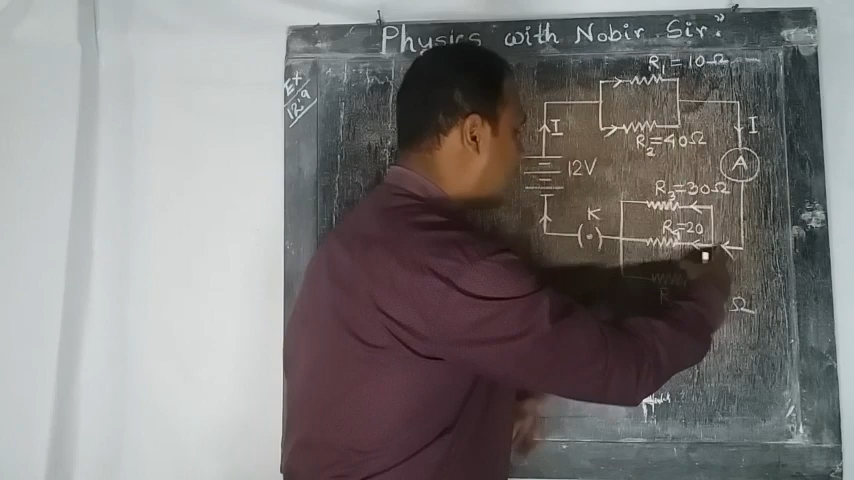 Physics with Nobir Sir:
Ex
12.9
R₁ = 10Ω
I
I
R₂=40Ω
A
12V
R₃=30Ω
K
R₄=20
(•)
R
Ω